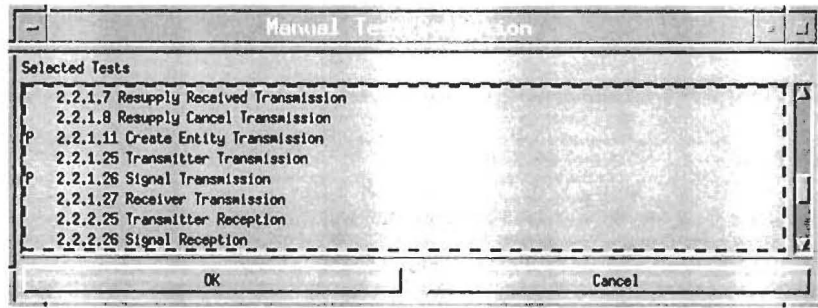 Manual Test
Selected Tests
2.2.1.7 Resupply Received Transmission
2.2.1.8 Resupply Cancel Transmission
P 2.2.1.11 Create Entity Transmission
2.2.1.25 Transmitter Transmission
P 2.2.1.26 Signal Transmission
2.2.1.27 Receiver Transmission
2.2.2.25 Transmitter Reception
2.2.2.26 Signal Reception
OK Cancel